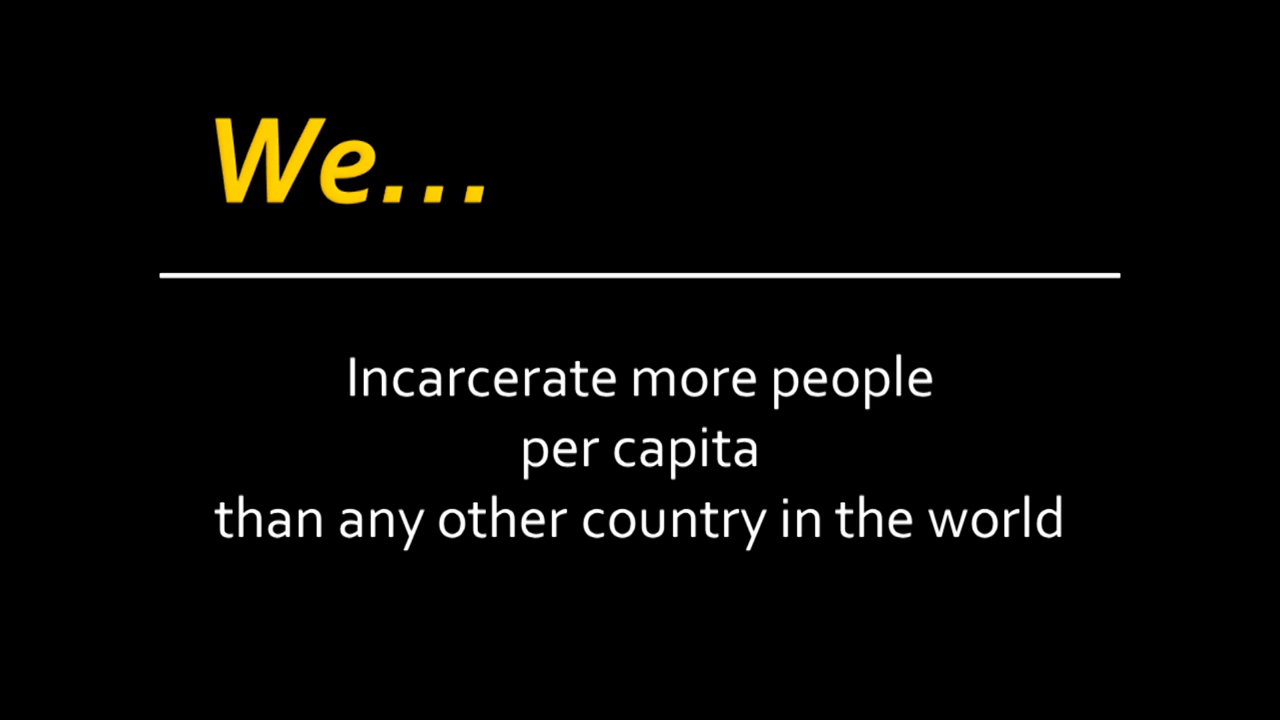 We...
Incarcerate more people
per capita
than any other country in the world